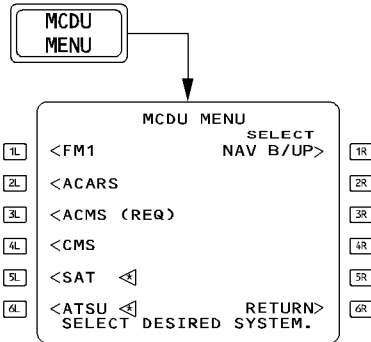 MCDU
MENU
MCDU MENU
SELECT
1L <FM1 NAV B/UP> 1R
2L <ACARS 2R
3L <ACMS (REQ) 3R
4L <CMS 4R
5L <SAT <* 5R
6L <ATSU <* RETURN> 6R
SELECT DESIRED SYSTEM.